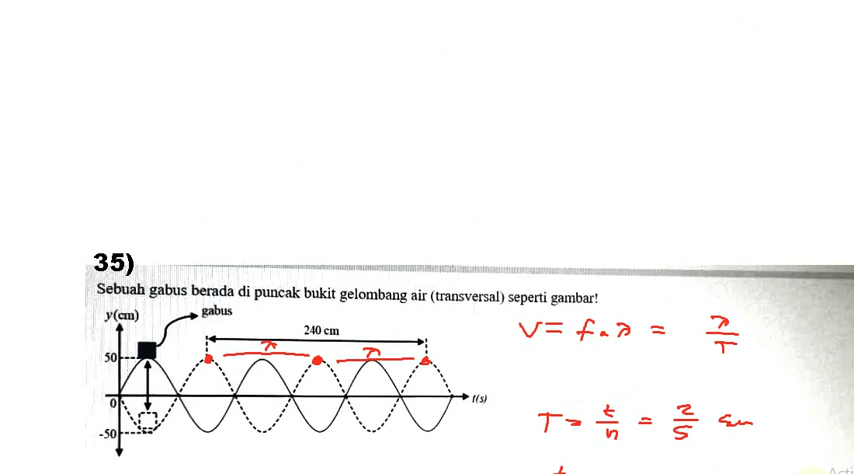 35)
Sebuah gabus berada di puncak bukit gelombang air (transversal) seperti gambar!
y(cm)
gabus
240 cm
V = f . λ = λ/T
λ
λ
50
0
t(s)
-50
T = t/n = 2/5